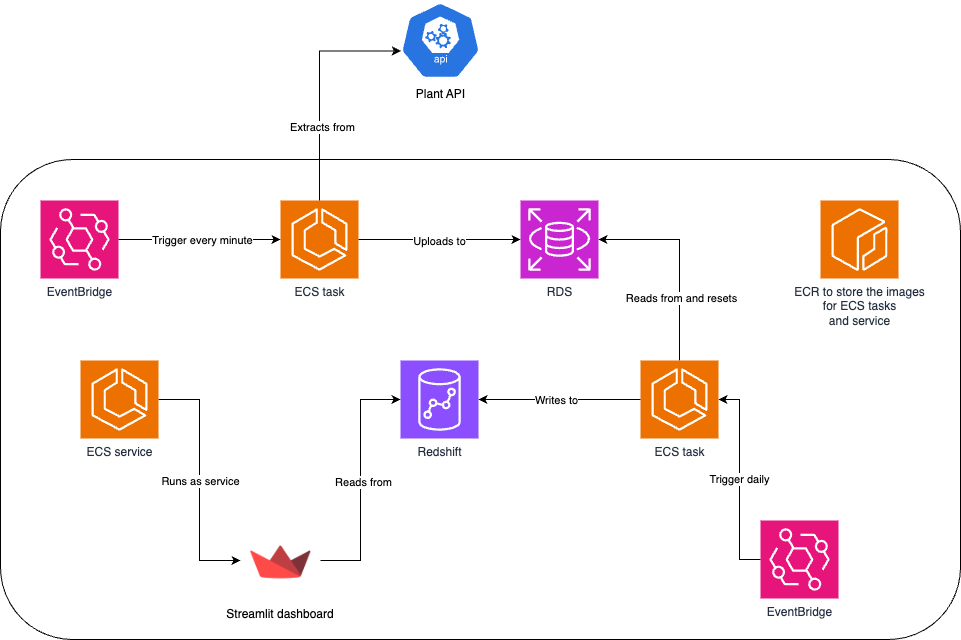 api
Plant API
Extracts from
Trigger every minute
Uploads to
EventBridge
ECS task
RDS
Reads from and resets
ECR to store the images
for ECS tasks
and service
Writes to
ECS service
Redshift
ECS task
Runs as service
Reads from
Trigger daily
Streamlit dashboard
EventBridge